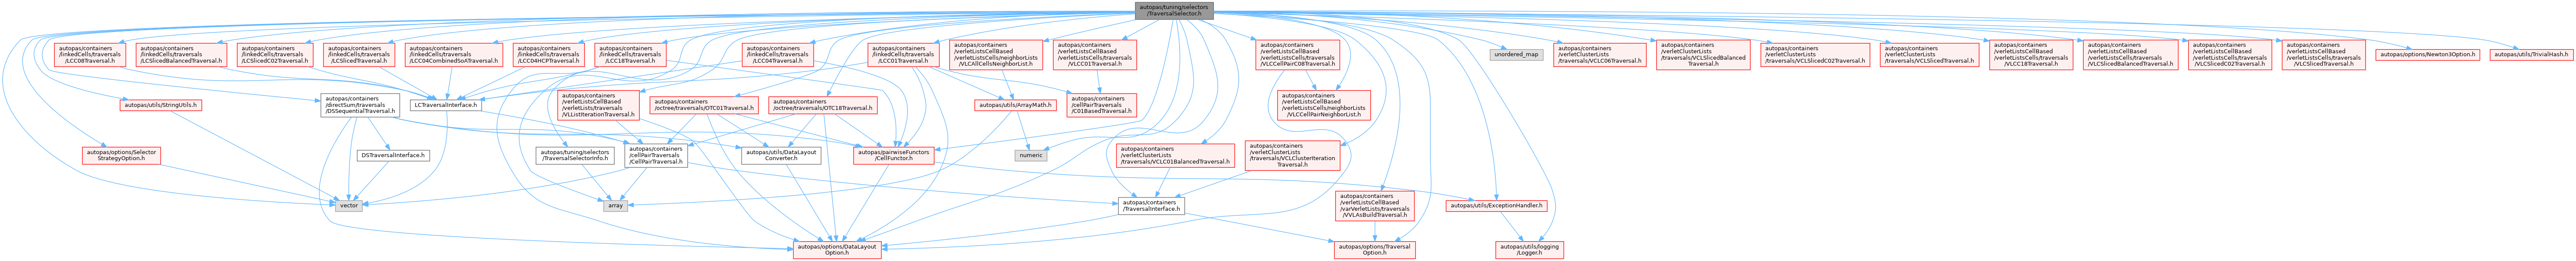 autopas/tuning/selectors
/TraversalSelector.h
autopas/containers
/linkedCells/traversals
/LCC08Traversal.h
autopas/containers
/linkedCells/traversals
/LCSlicedBalancedTraversal.h
autopas/containers
/linkedCells/traversals
/LCSlicedC02Traversal.h
autopas/containers
/linkedCells/traversals
/LCSlicedTraversal.h
autopas/containers
/linkedCells/traversals
/LCC04CombinedSoATraversal.h
autopas/containers
/linkedCells/traversals
/LCC04HCPTraversal.h
autopas/containers
/linkedCells/traversals
/LCC18Traversal.h
autopas/containers
/linkedCells/traversals
/LCC04Traversal.h
autopas/containers
/linkedCells/traversals
/LCC01Traversal.h
autopas/containers
/verletListsCellBased
/verletListsCells/neighborLists
/VLCAllCellsNeighborList.h
autopas/containers
/verletListsCellBased
/verletListsCells/traversals
/VLCC01Traversal.h
autopas/containers
/verletListsCellBased
/verletListsCells/traversals
/VLCCellPairC08Traversal.h
unordered_map
autopas/containers
/verletClusterLists
/traversals/VCLC06Traversal.h
autopas/containers
/verletClusterLists
/traversals/VCLSlicedBalanced
Traversal.h
autopas/containers
/verletClusterLists
/traversals/VCLSlicedC02Traversal.h
autopas/containers
/verletClusterLists
/traversals/VCLSlicedTraversal.h
autopas/containers
/verletListsCellBased
/verletListsCells/traversals
/VLCC18Traversal.h
autopas/containers
/verletListsCellBased
/verletListsCells/traversals
/VLCSlicedBalancedTraversal.h
autopas/containers
/verletListsCellBased
/verletListsCells/traversals
/VLCSlicedC02Traversal.h
autopas/containers
/verletListsCellBased
/verletListsCells/traversals
/VLCSlicedTraversal.h
autopas/options/Newton3Option.h
autopas/utils/TrivialHash.h
autopas/utils/StringUtils.h
autopas/containers
/directSum/traversals
/DSSequentialTraversal.h
LCTraversalInterface.h
autopas/containers
/verletListsCellBased
/verletLists/traversals
/VLListIterationTraversal.h
autopas/containers
/octree/traversals/OTC01Traversal.h
autopas/containers
/octree/traversals/OTC18Traversal.h
autopas/utils/ArrayMath.h
autopas/containers
/cellPairTraversals
/C01BasedTraversal.h
autopas/containers
/verletListsCellBased
/verletListsCells/neighborLists
/VLCCellPairNeighborList.h
autopas/options/Selector
StrategyOption.h
DSTraversalInterface.h
autopas/tuning/selectors
/TraversalSelectorInfo.h
autopas/containers
/cellPairTraversals
/CellPairTraversal.h
autopas/utils/DataLayout
Converter.h
autopas/pairwiseFunctors
/CellFunctor.h
numeric
autopas/containers
/verletClusterLists
/traversals/VCLC01BalancedTraversal.h
autopas/containers
/verletClusterLists
/traversals/VCLClusterIteration
Traversal.h
vector
array
autopas/containers
/TraversalInterface.h
autopas/containers
/verletListsCellBased
/varVerletLists/traversals
/VVLAsBuildTraversal.h
autopas/utils/ExceptionHandler.h
autopas/options/DataLayout
Option.h
autopas/options/Traversal
Option.h
autopas/utils/logging
/Logger.h